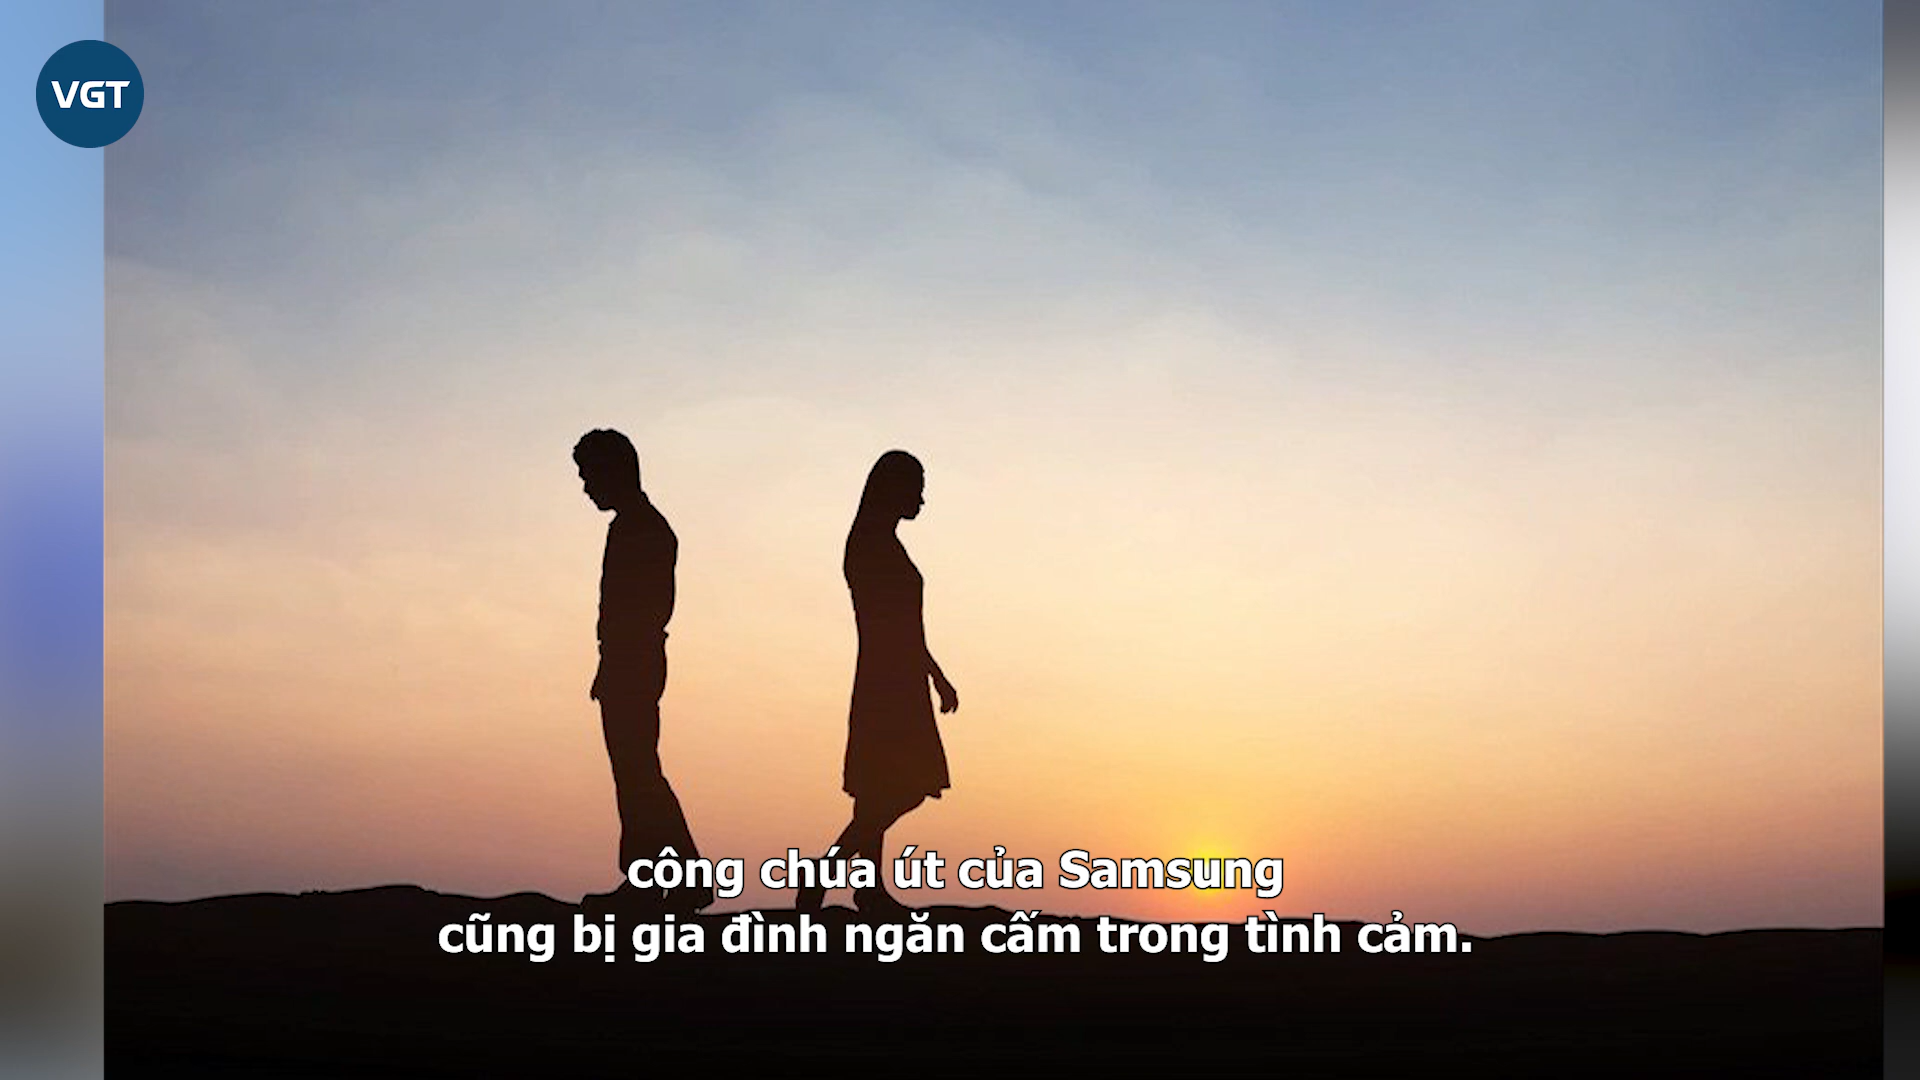 VGT
công chúa út của Samsung
cũng bị gia đình ngăn cấm trong tình cảm.